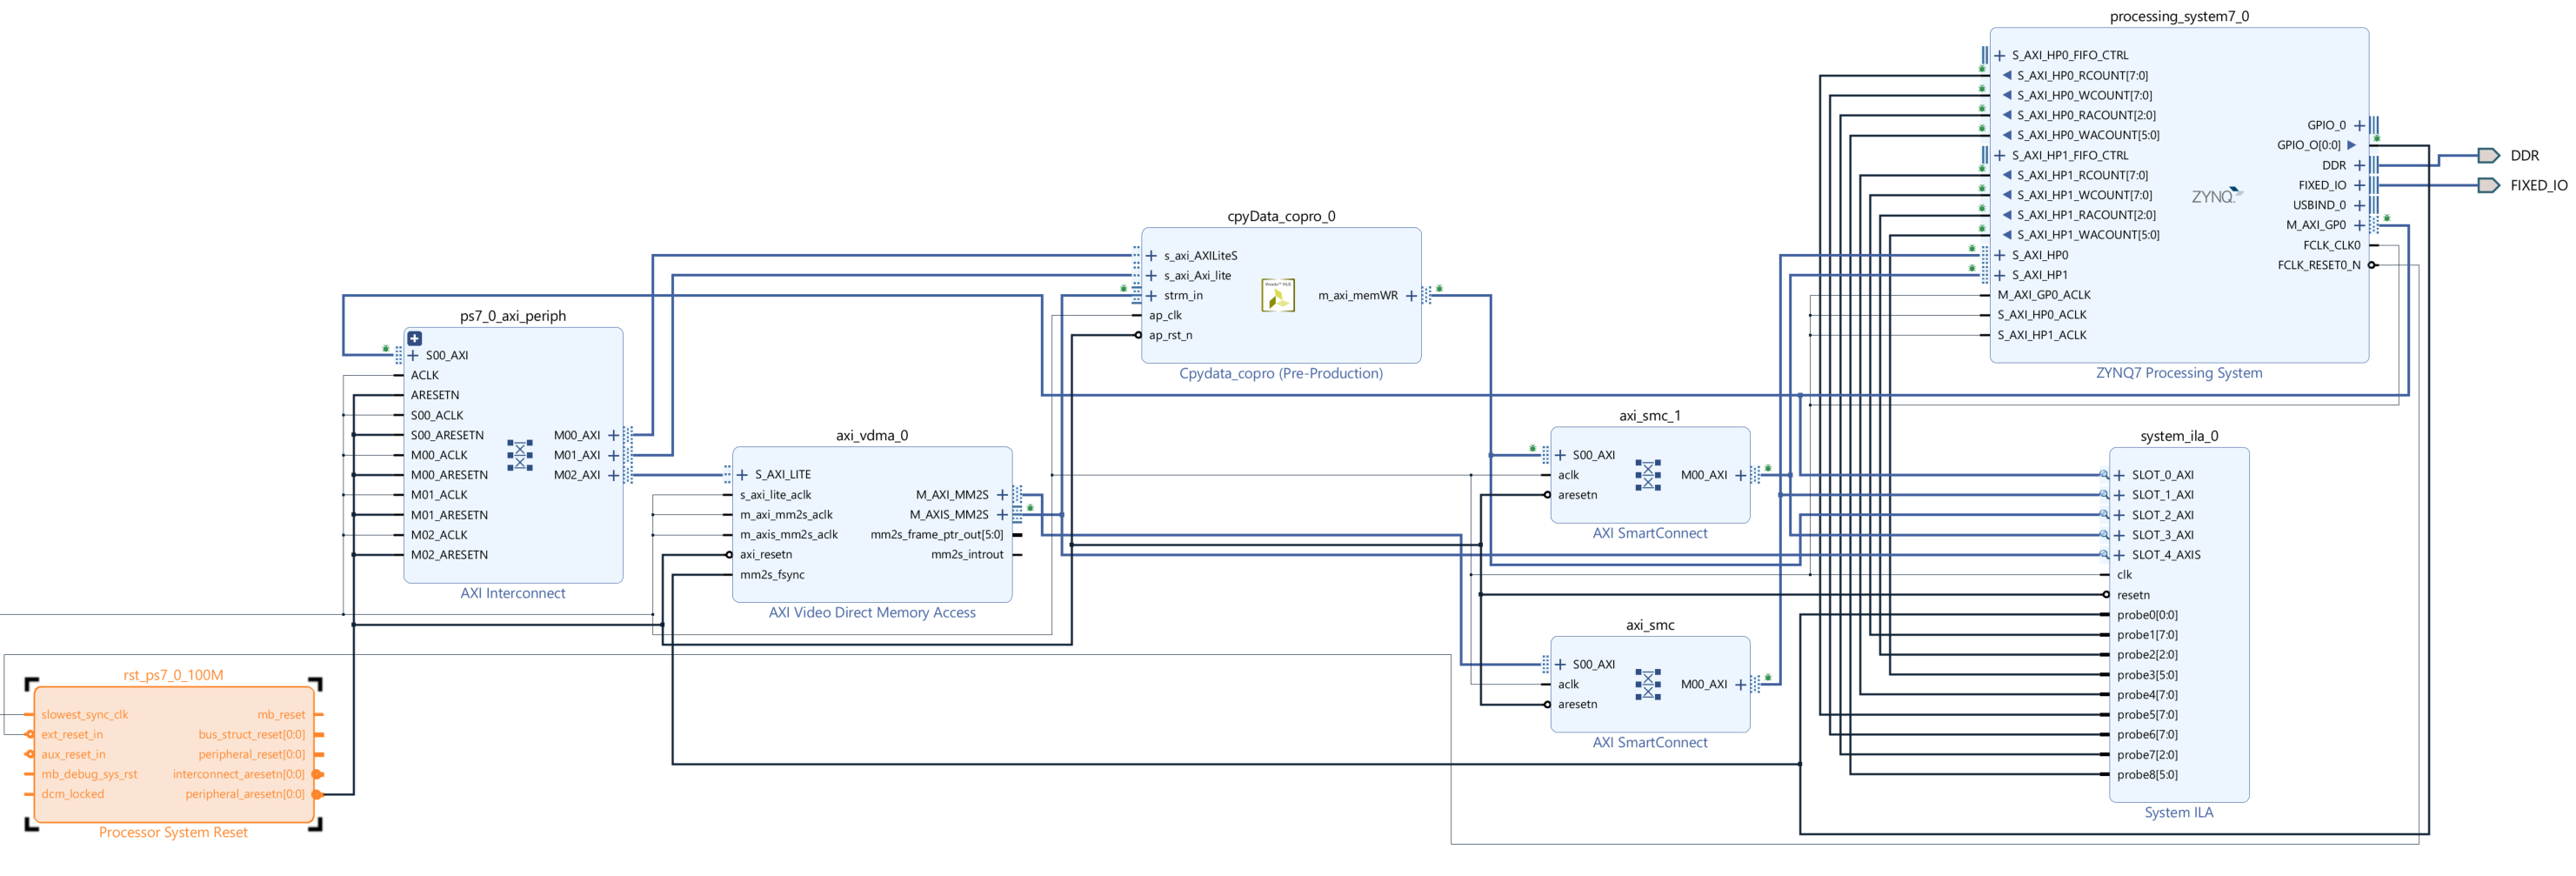 processing_system7_0
S_AXI_HP0_FIFO_CTRL
S_AXI_HP0_RCOUNT[7:0]
S_AXI_HP0_WCOUNT[7:0]
S_AXI_HP0_RACOUNT[2:0]
S_AXI_HP0_WACOUNT[5:0]
S_AXI_HP1_FIFO_CTRL
S_AXI_HP1_RCOUNT[7:0]
S_AXI_HP1_WCOUNT[7:0]
S_AXI_HP1_RACOUNT[2:0]
S_AXI_HP1_WACOUNT[5:0]
S_AXI_HP0
S_AXI_HP1
M_AXI_GP0_ACLK
S_AXI_HP0_ACLK
S_AXI_HP1_ACLK
ZYNQ
GPIO_0
GPIO_O[0:0]
DDR
FIXED_IO
USBIND_0
M_AXI_GP0
FCLK_CLK0
FCLK_RESET0_N
ZYNQ7 Processing System
DDR
FIXED_IO
cpyData_copro_0
s_axi_AXILiteS
s_axi_Axi_lite
strm_in
ap_clk
ap_rst_n
Vivado™ HLS
m_axi_memWR
Cpydata_copro (Pre-Production)
ps7_0_axi_periph
S00_AXI
ACLK
ARESETN
S00_ACLK
S00_ARESETN
M00_ACLK
M00_ARESETN
M01_ACLK
M01_ARESETN
M02_ACLK
M02_ARESETN
M00_AXI
M01_AXI
M02_AXI
AXI Interconnect
axi_vdma_0
S_AXI_LITE
s_axi_lite_aclk
m_axi_mm2s_aclk
m_axis_mm2s_aclk
axi_resetn
mm2s_fsync
M_AXI_MM2S
M_AXIS_MM2S
mm2s_frame_ptr_out[5:0]
mm2s_introut
AXI Video Direct Memory Access
axi_smc_1
S00_AXI
aclk
aresetn
M00_AXI
AXI SmartConnect
axi_smc
S00_AXI
aclk
aresetn
M00_AXI
AXI SmartConnect
system_ila_0
SLOT_0_AXI
SLOT_1_AXI
SLOT_2_AXI
SLOT_3_AXI
SLOT_4_AXIS
clk
resetn
probe0[0:0]
probe1[7:0]
probe2[2:0]
probe3[5:0]
probe4[7:0]
probe5[7:0]
probe6[7:0]
probe7[2:0]
probe8[5:0]
System ILA
rst_ps7_0_100M
slowest_sync_clk
ext_reset_in
aux_reset_in
mb_debug_sys_rst
dcm_locked
mb_reset
bus_struct_reset[0:0]
peripheral_reset[0:0]
interconnect_aresetn[0:0]
peripheral_aresetn[0:0]
Processor System Reset